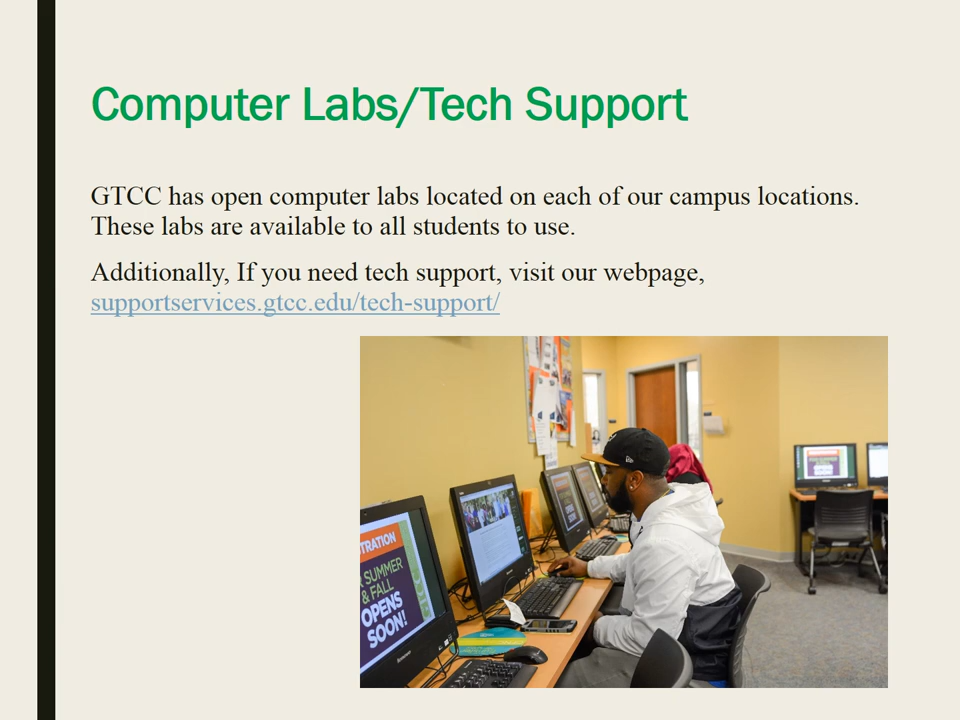 Computer Labs/Tech Support
GTCC has open computer labs located on each of our campus locations.
These labs are available to all students to use.
Additionally, If you need tech support, visit our webpage,
supportservices.gtcc.edu/tech-support/
TRATION
SUMMER
& FALL
OPENS
SOON!